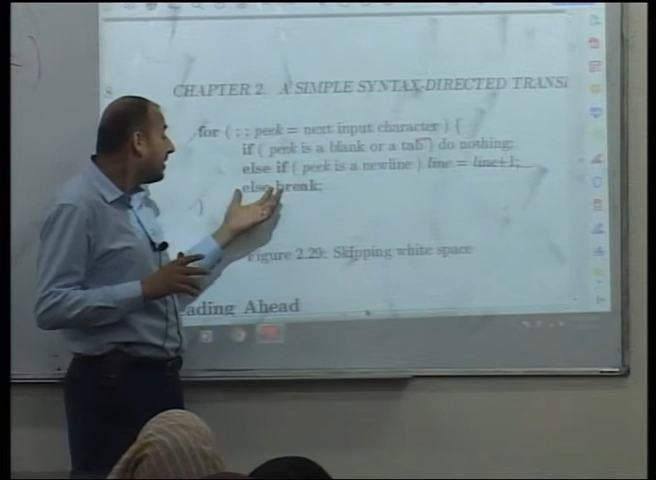 CHAPTER 2. A SIMPLE SYNTAX-DIRECTED TRANS
for ( ; ; peek = next input character ) {
if ( peek is a blank or a tab ) do nothing;
else if ( peek is a newline ) line = line+1;
else break;
Figure 2.29: Skipping white space
eading Ahead